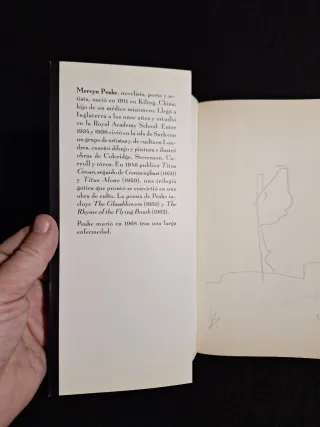 Mervyn Peake, novelista, poeta y ar-
tista, nació en 1911 en Kiling, China,
hijo de un médico misionero. Llegó a
Inglaterra a los once años y estudió
en la Royal Academy School. Entre
1935 y 1936 vivió en la isla de Sark con
un grupo de artistas y, de vuelta en Lon-
dres, enseñó dibujo y pintura e ilustró
obras de Coleridge, Stevenson, Ca-
rroll y otros. En 1946 publicó Titus
Groan, seguido de Gormenghast (1950)
y Titus Alone (1959), una trilogía
gótica que pronto se convirtió en una
obra de culto. La poesía de Peake in-
cluye The Glassblowers (1950) y The
Rhyme of the Flying Bomb (1962).
Peake murió en 1968 tras una larga
enfermedad.